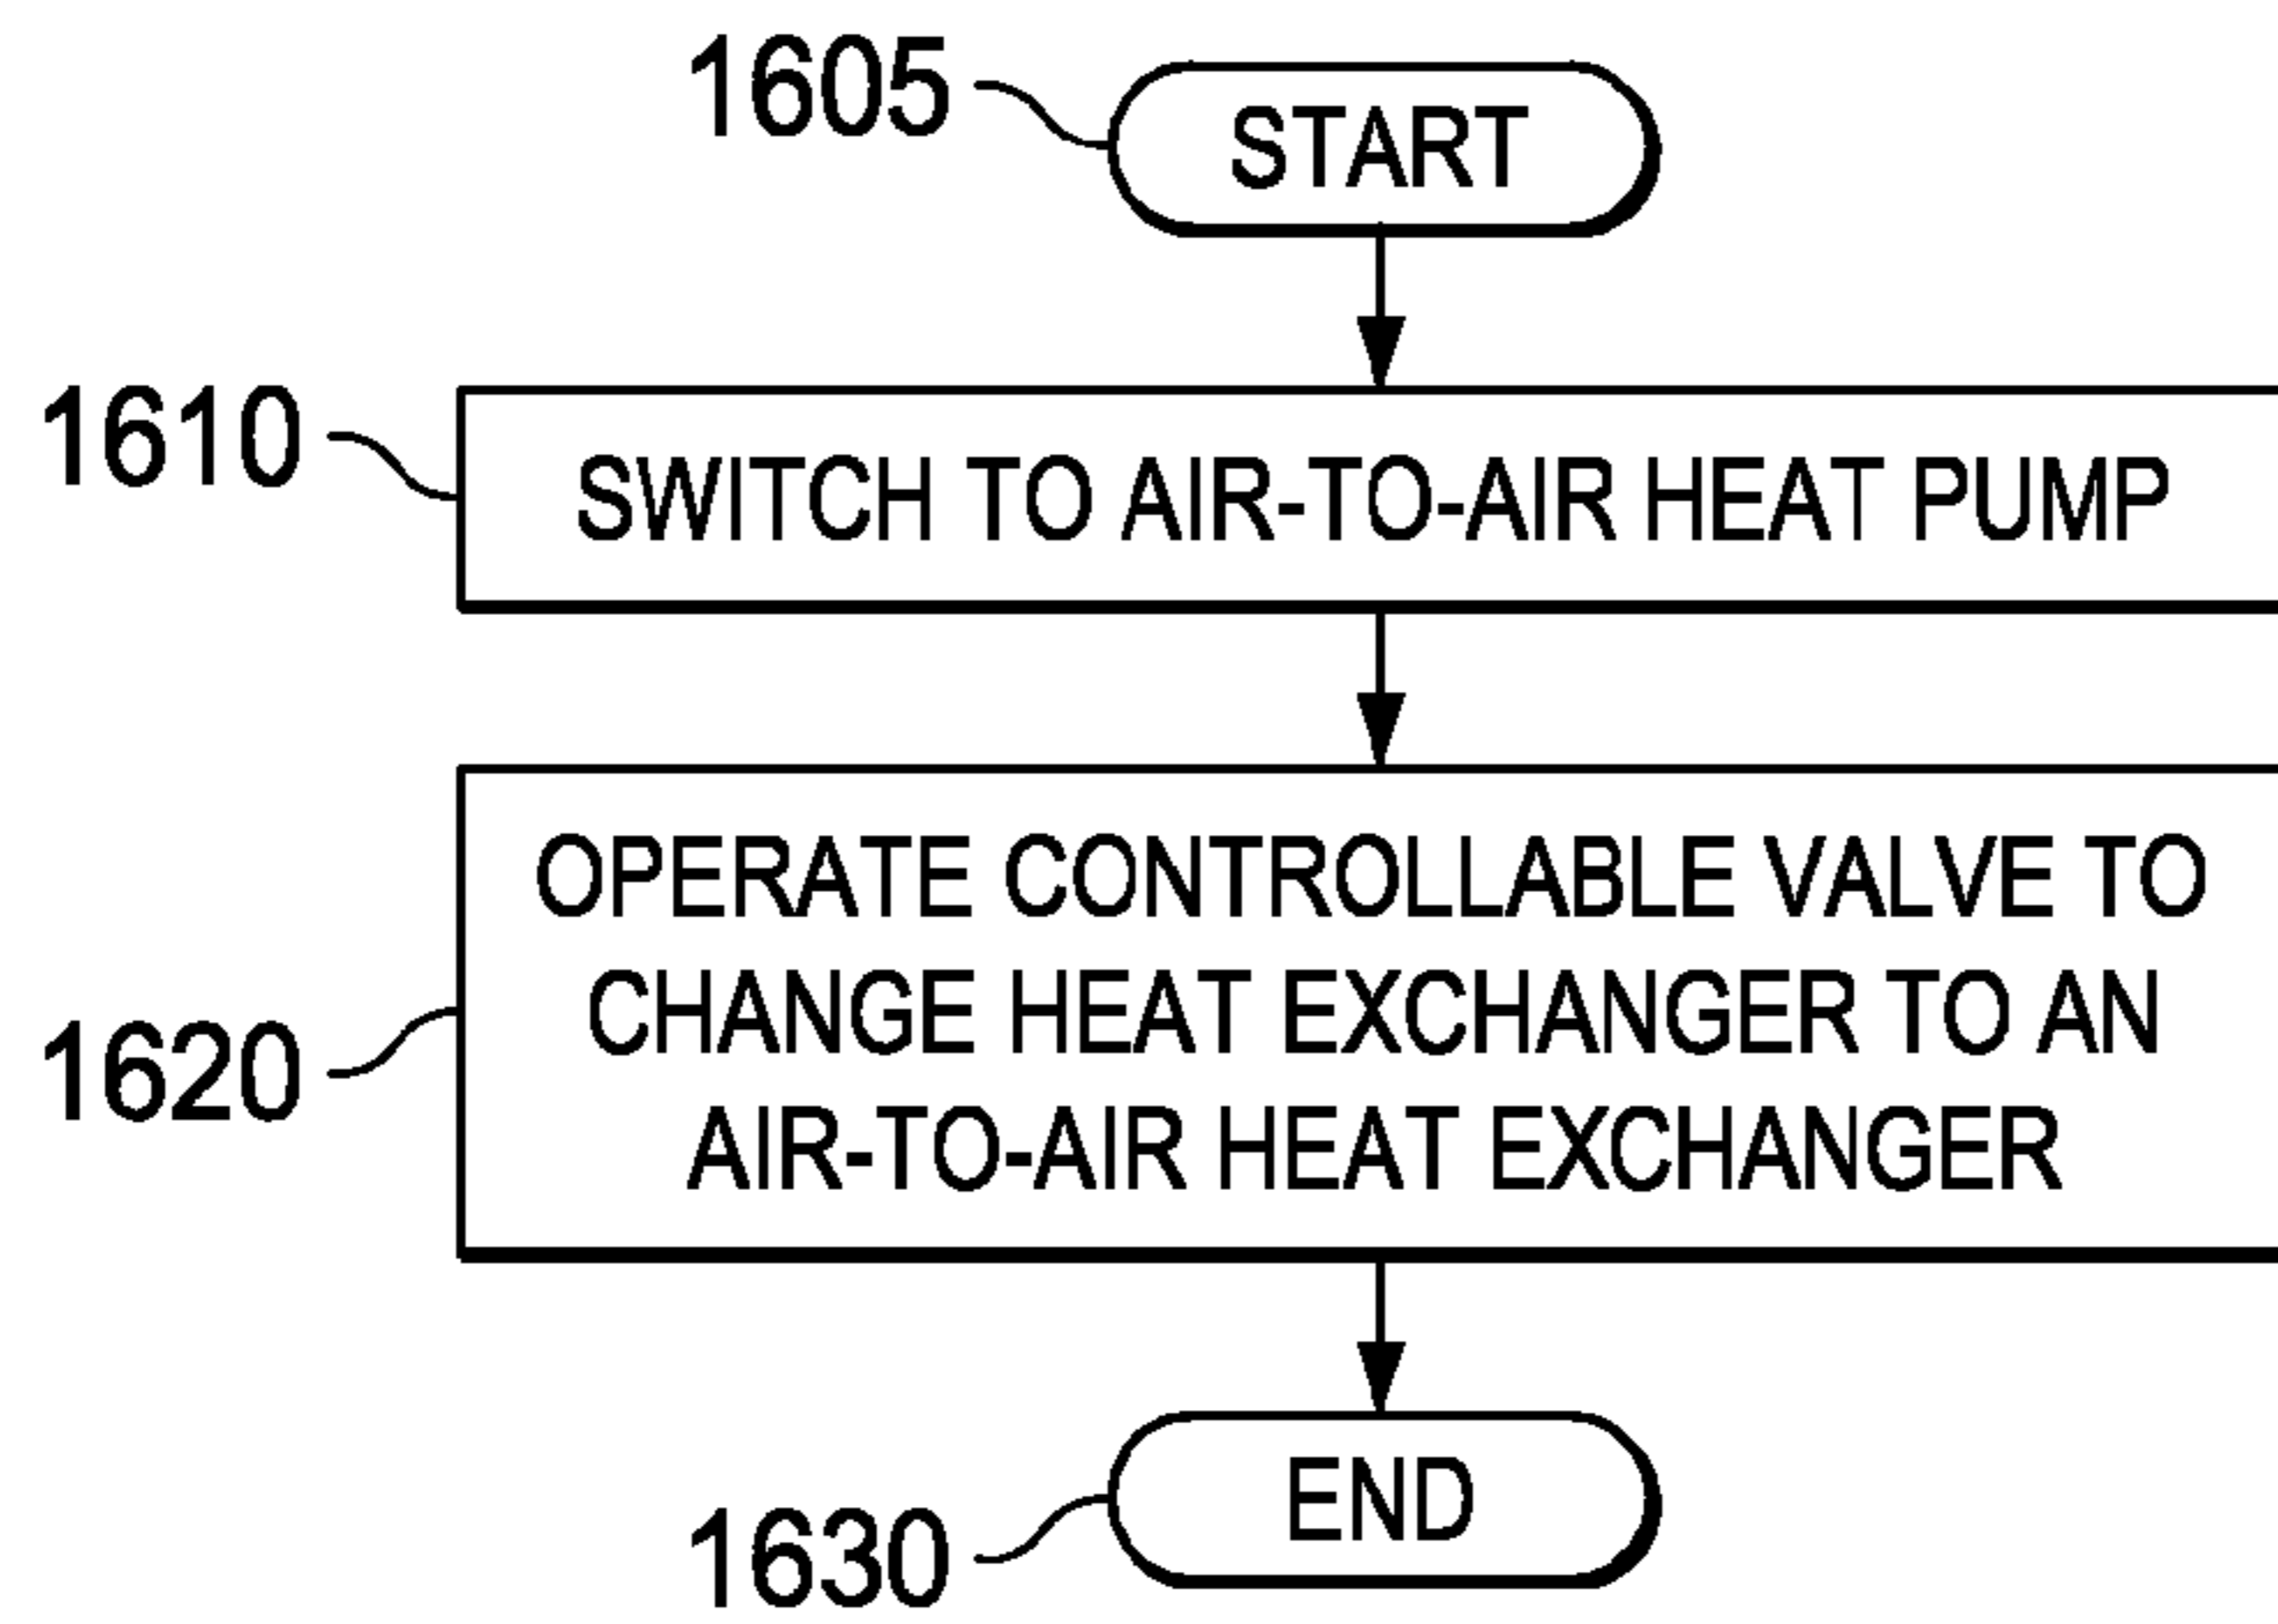 1605
START
1610
SWITCH TO AIR-TO-AIR HEAT PUMP
OPERATE CONTROLLABLE VALVE TO
CHANGE HEAT EXCHANGER TO AN
1620
AIR-TO-AIR HEAT EXCHANGER
END
1630